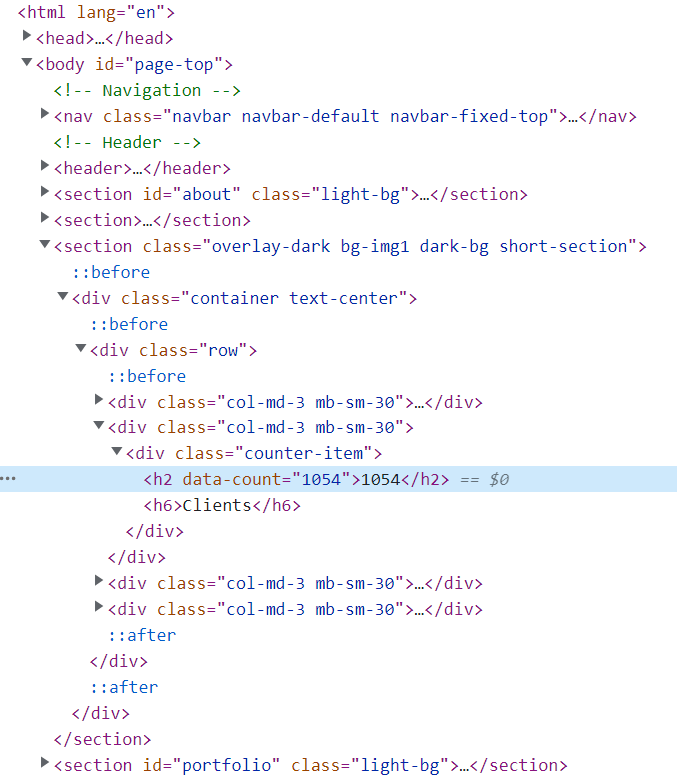 <html lang="en">
<head>…</head>
<body id="page-top">
<!-- Navigation -->
<nav class="navbar navbar-default navbar-fixed-top">…</nav>
<!-- Header -->
<header>…</header>
<section id="about" class="light-bg">…</section>
<section>…</section>
<section class="overlay-dark bg-img1 dark-bg short-section">
::before
<div class="container text-center">
::before
<div class="row">
::before
<div class="col-md-3 mb-sm-30">…</div>
<div class="col-md-3 mb-sm-30">
<div class="counter-item">
<h2 data-count="1054">1054</h2> == $0
<h6>Clients</h6>
</div>
</div>
<div class="col-md-3 mb-sm-30">…</div>
<div class="col-md-3 mb-sm-30">…</div>
::after
</div>
::after
</div>
</section>
<section id="portfolio" class="light-bg">…</section>